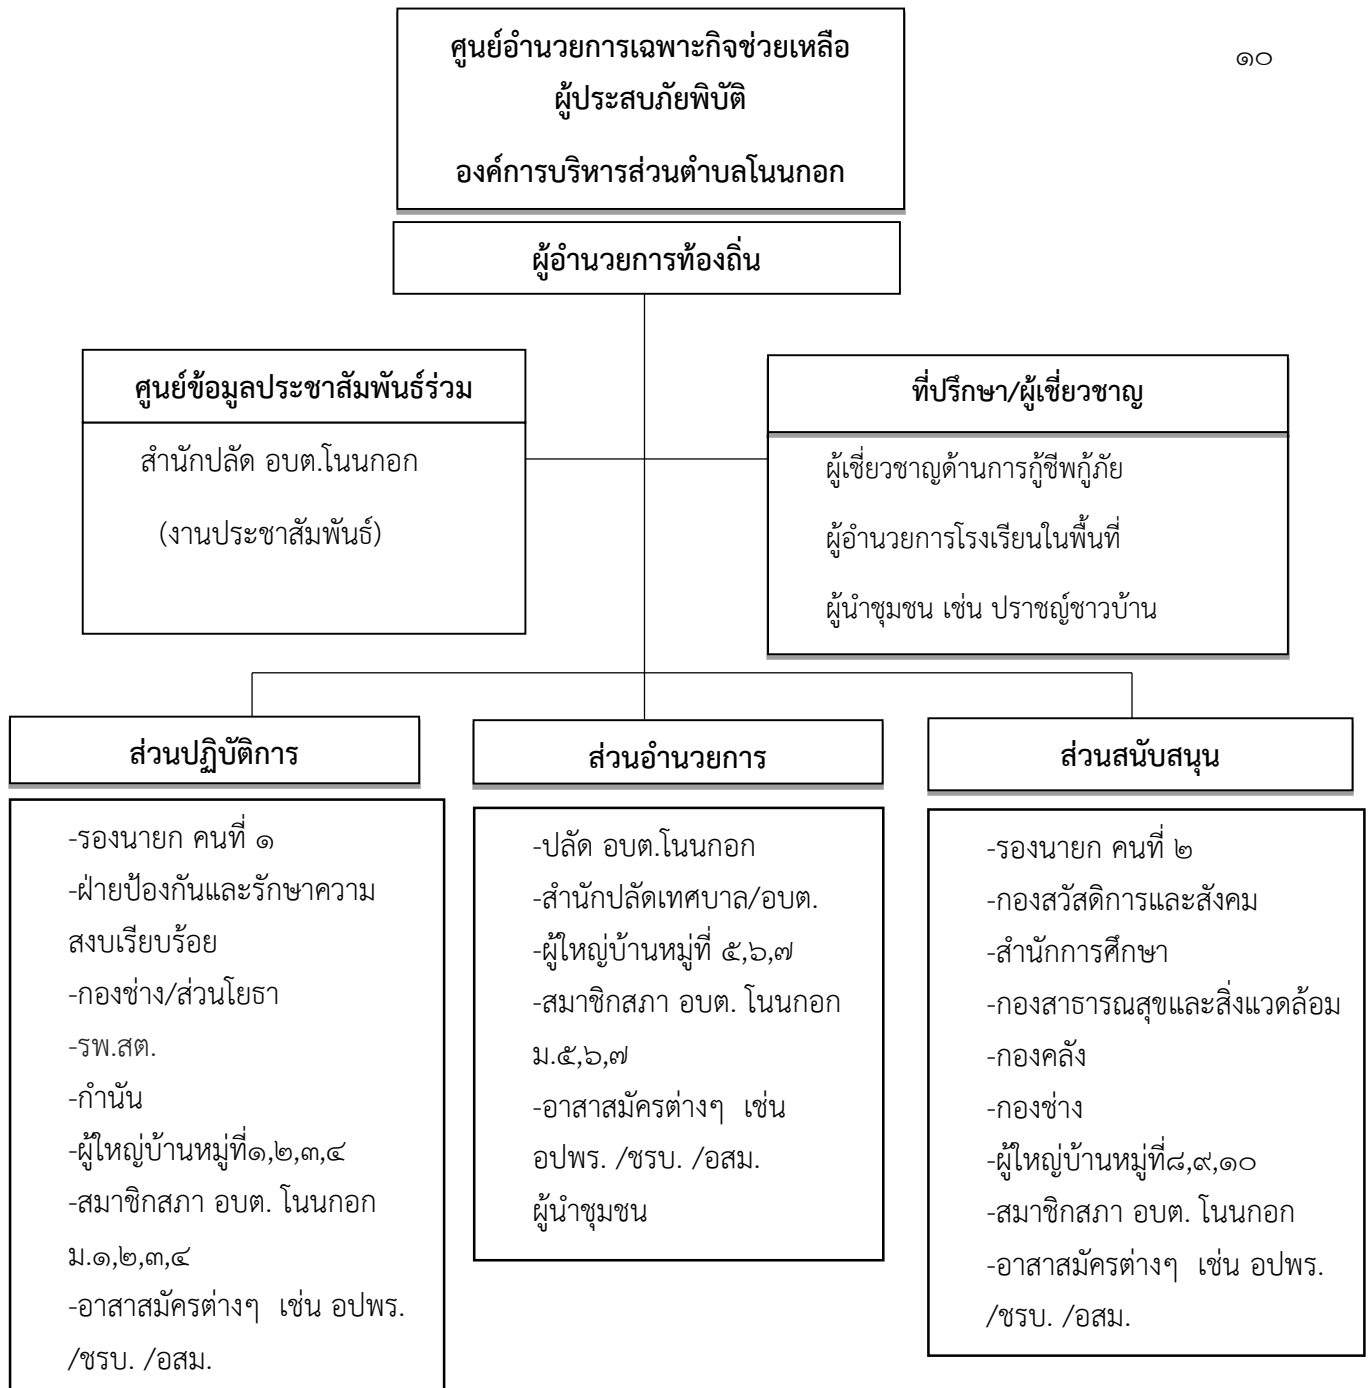 ๑๐
ศูนย์อำนวยการเฉพาะกิจช่วยเหลือ
ผู้ประสบภัยพิบัติ
องค์การบริหารส่วนตำบลโนนกอก
ผู้อำนวยการท้องถิ่น
ศูนย์ข้อมูลประชาสัมพันธ์ร่วม
สำนักปลัด อบต.โนนกอก
(งานประชาสัมพันธ์)
ที่ปรึกษา/ผู้เชี่ยวชาญ
ผู้เชี่ยวชาญด้านการกู้ชีพกู้ภัย
ผู้อำนวยการโรงเรียนในพื้นที่
ผู้นำชุมชน เช่น ปราชญ์ชาวบ้าน
ส่วนปฏิบัติการ
-รองนายก คนที่ ๑
-ฝ่ายป้องกันและรักษาความ
สงบเรียบร้อย
-กองช่าง/ส่วนโยธา
-รพ.สต.
-กำนัน
-ผู้ใหญ่บ้านหมู่ที่๑,๒,๓,๔
-สมาชิกสภา อบต. โนนกอก
ม.๑,๒,๓,๔
-อาสาสมัครต่างๆ เช่น อปพร.
/ชรบ. /อสม.
ส่วนอำนวยการ
-ปลัด อบต.โนนกอก
-สำนักปลัดเทศบาล/อบต.
-ผู้ใหญ่บ้านหมู่ที่ ๕,๖,๗
-สมาชิกสภา อบต. โนนกอก
ม.๕,๖,๗
-อาสาสมัครต่างๆ เช่น
อปพร. /ชรบ. /อสม.
ผู้นำชุมชน
ส่วนสนับสนุน
-รองนายก คนที่ ๒
-กองสวัสดิการและสังคม
-สำนักการศึกษา
-กองสาธารณสุขและสิ่งแวดล้อม
-กองคลัง
-กองช่าง
-ผู้ใหญ่บ้านหมู่ที่๘,๙,๑๐
-สมาชิกสภา อบต. โนนกอก
-อาสาสมัครต่างๆ เช่น อปพร.
/ชรบ. /อสม.